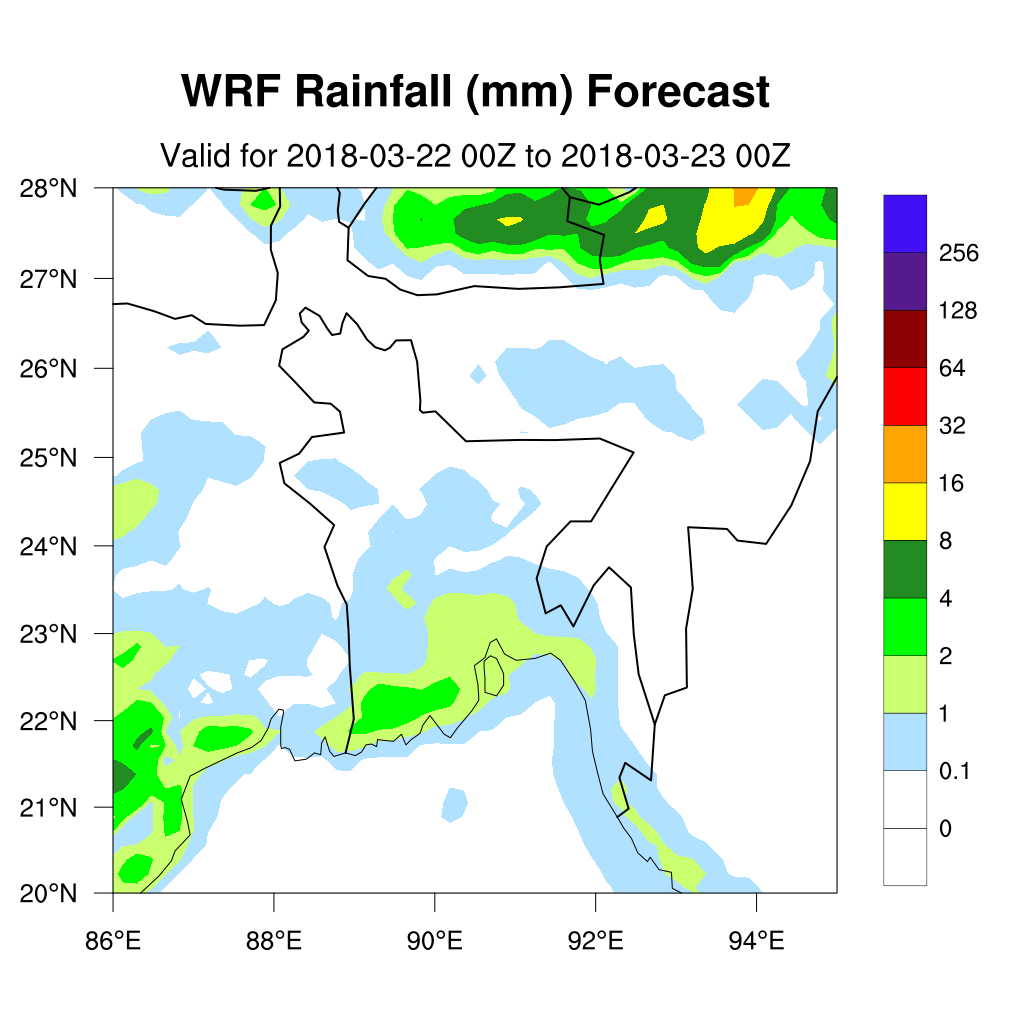 WRF Rainfall (mm) Forecast
Valid for 2018-03-22 00Z to 2018-03-23 00Z
28°N
27°N
26°N
25°N
24°N
23°N
22°N
21°N
20°N
86°E
88°E
90°E
92°E
94°E
256
128
64
32
16
8
4
2
1
0.1
0